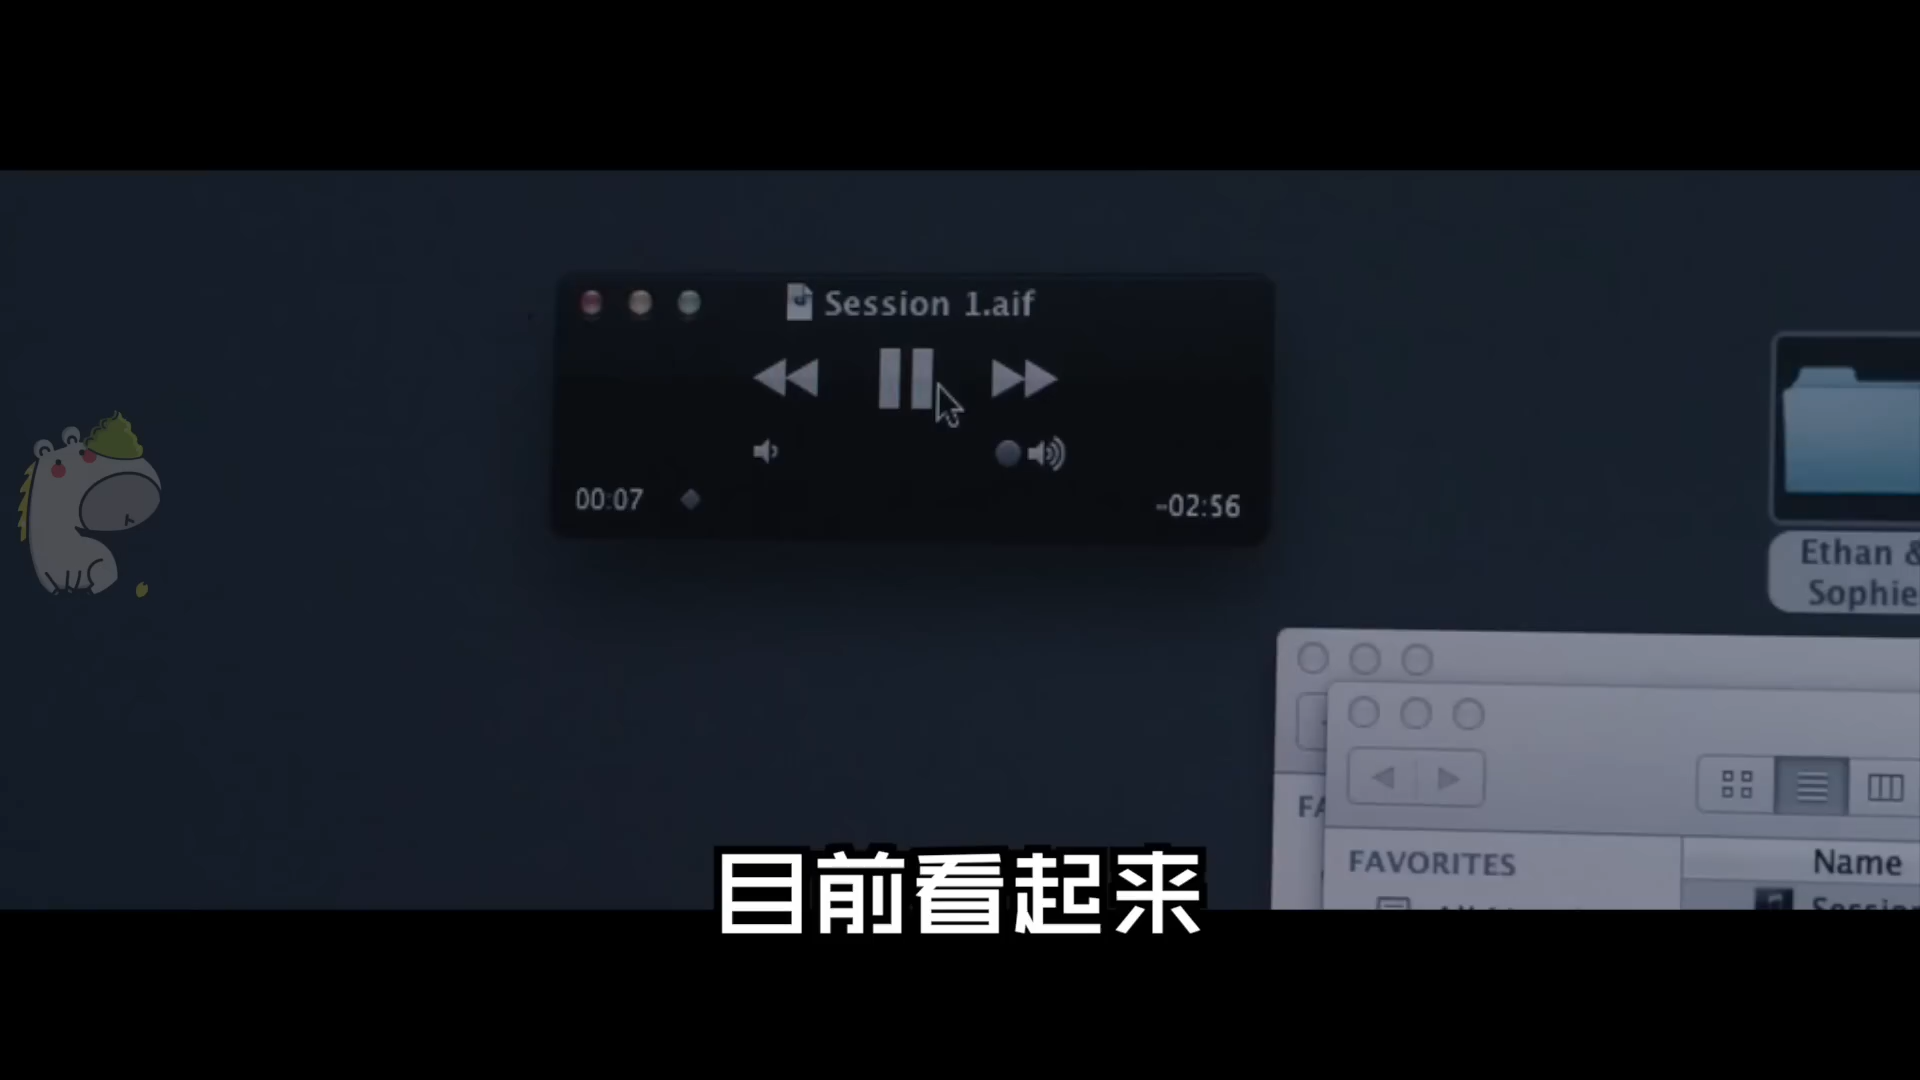 Session 1.aif
00:07
-02:56
Ethan &
Sophie
FAVORITES
Name
目前看起来